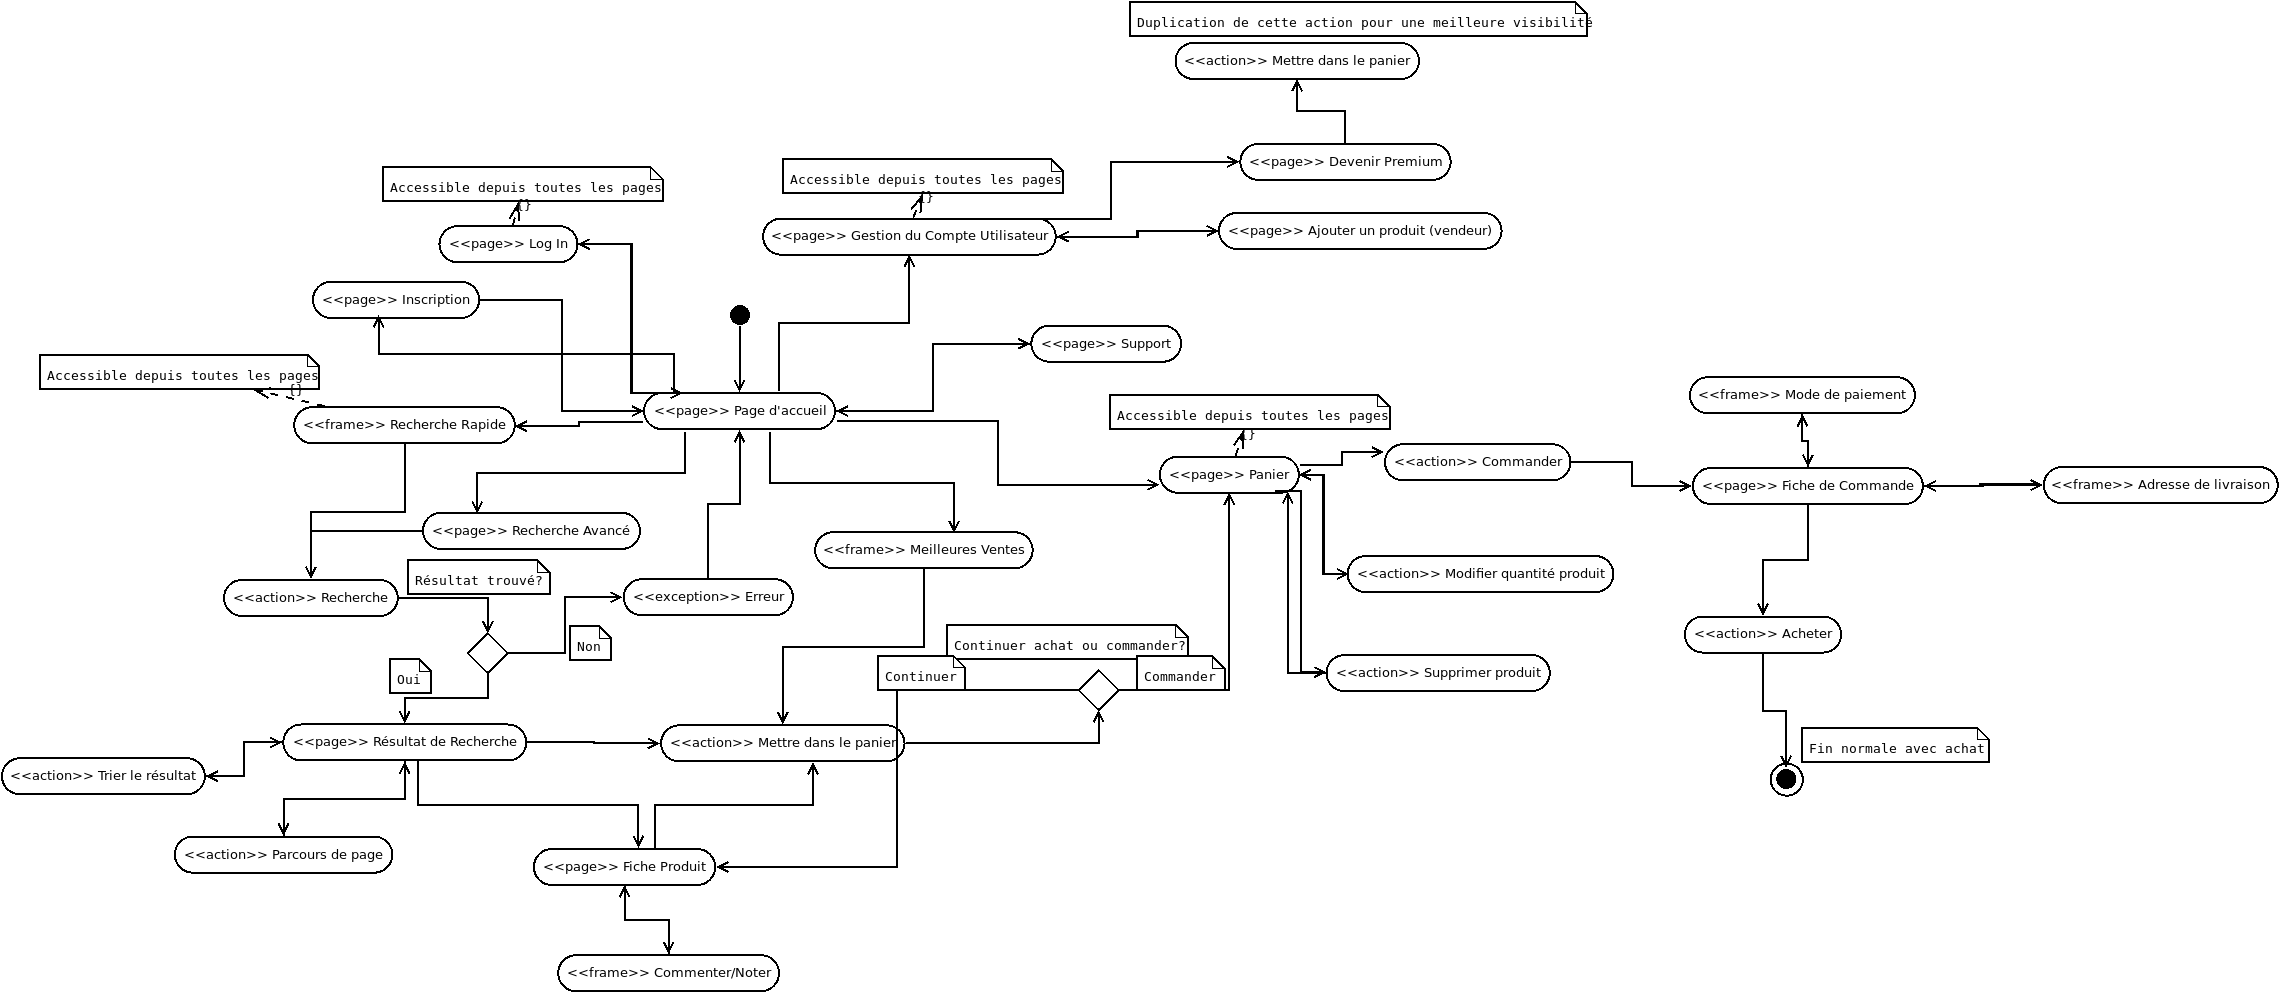 Duplication de cette action pour une meilleure visibilité
<<action>> Mettre dans le panier
<<page>> Devenir Premium
Accessible depuis toutes les pages
{}
Accessible depuis toutes les pages
{}
<<page>> Log In
<<page>> Gestion du Compte Utilisateur
<<page>> Ajouter un produit (vendeur)
<<page>> Inscription
<<page>> Support
Accessible depuis toutes les pages
{}
<<frame>> Recherche Rapide
<<page>> Page d'accueil
Accessible depuis toutes les pages
{}
<<frame>> Mode de paiement
<<page>> Panier
<<action>> Commander
<<page>> Fiche de Commande
<<frame>> Adresse de livraison
<<page>> Recherche Avancé
<<frame>> Meilleures Ventes
<<action>> Modifier quantité produit
Résultat trouvé?
<<action>> Recherche
<<exception>> Erreur
Non
Oui
Continuer achat ou commander?
Continuer
Commander
<<action>> Acheter
<<action>> Supprimer produit
<<page>> Résultat de Recherche
<<action>> Mettre dans le panier
Fin normale avec achat
<<action>> Trier le résultat
<<action>> Parcours de page
<<page>> Fiche Produit
<<frame>> Commenter/Noter